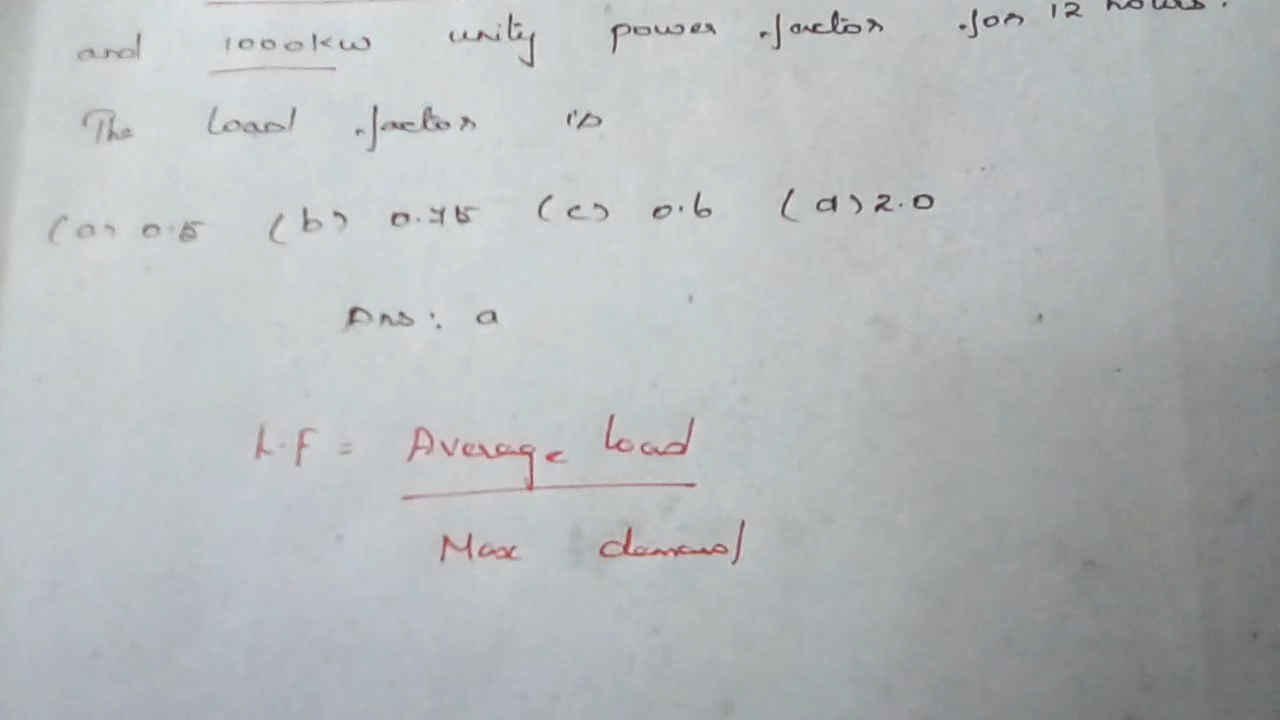 and 1000kw unity power factor for 12 hours.
The Load factor is
(a) 0.5 (b) 0.75 (c) 0.6 (d) 2.0
Ans: a
L.F = Average load
Max demand